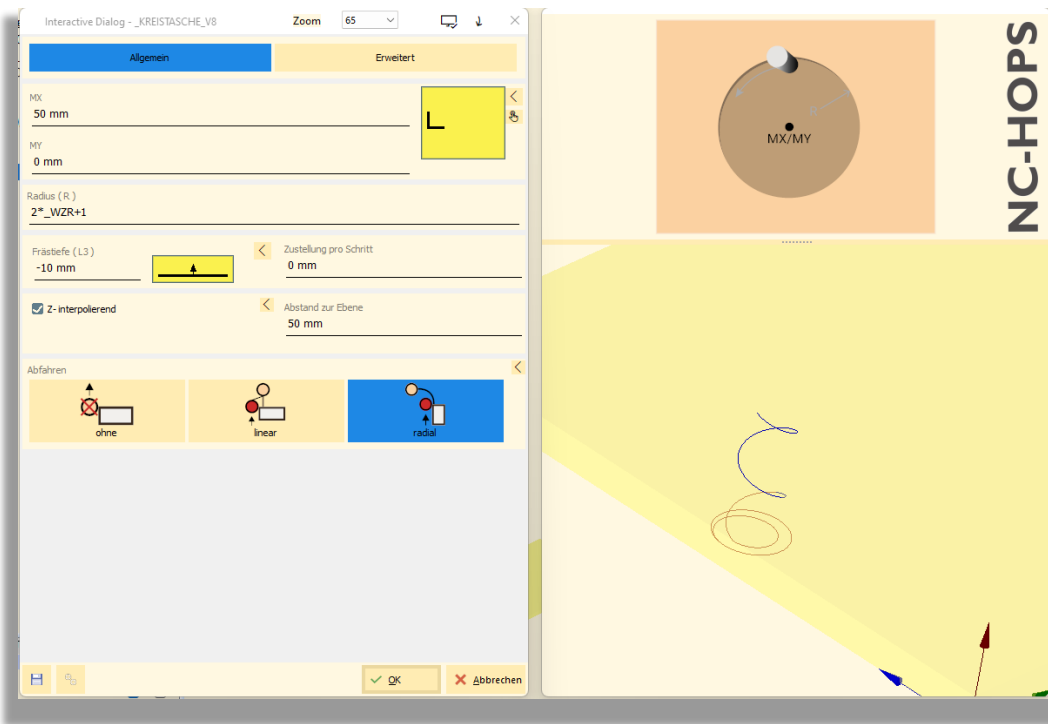 Interactive Dialog - _KREISTASCHE_V8
Zoom
65
Allgemein
Erweitert
MX
50 mm
MY
0 mm
Radius ( R )
2*_WZR+1
Frästiefe ( L3 )
-10 mm
Zustellung pro Schritt
0 mm
Z- interpolierend
Abstand zur Ebene
50 mm
Abfahren
ohne
linear
radial
OK
Abbrechen
R
MX/MY
NC-HOPS